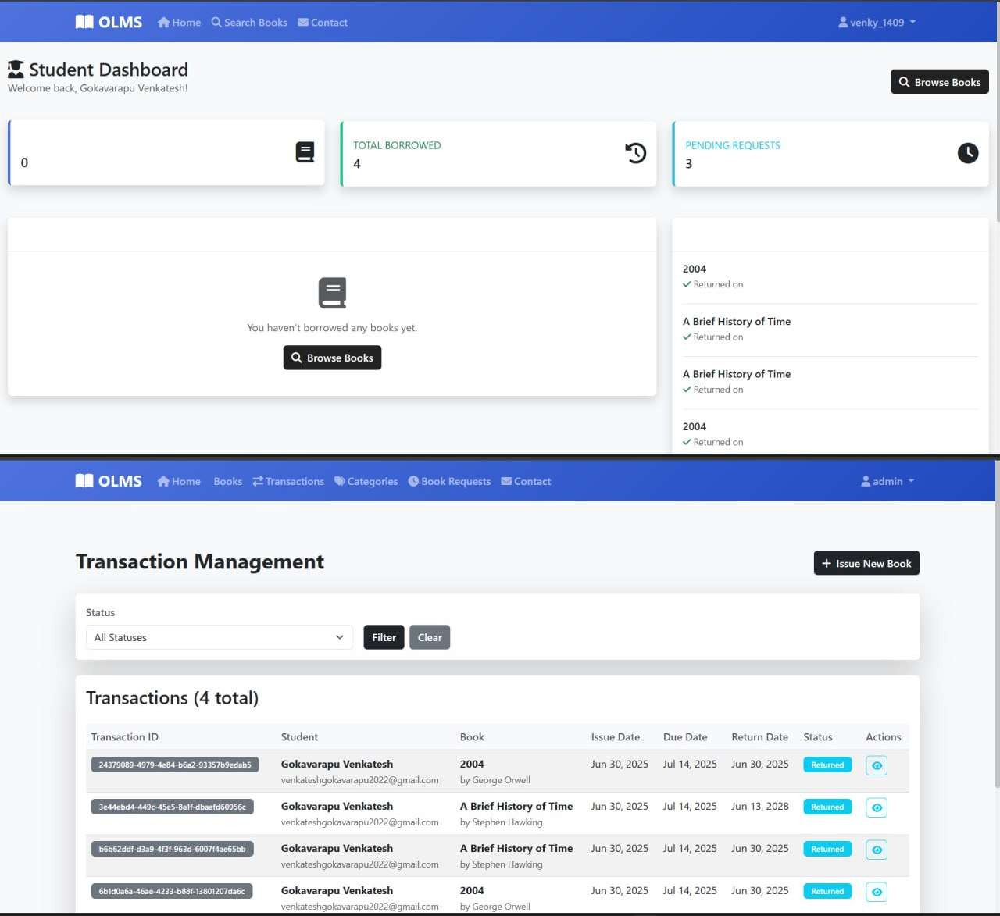 OLMS Home Search Books Contact venky_1409
Student Dashboard
Welcome back, Gokavarapu Venkatesh!
Browse Books
0
TOTAL BORROWED
4
PENDING REQUESTS
3
You haven't borrowed any books yet.
Browse Books
2004
Returned on
A Brief History of Time
Returned on
A Brief History of Time
Returned on
2004
Returned on
OLMS Home Books Transactions Categories Book Requests Contact admin
Transaction Management
Issue New Book
Status
All Statuses Filter Clear
Transactions (4 total)
Transaction ID Student Book Issue Date Due Date Return Date Status Actions
24379089-4979-4e84-b6a2-93357b9edab5 Gokavarapu Venkatesh 2004 Jun 30, 2025 Jul 14, 2025 Jun 30, 2025 Returned
venkateshgokavarapu2022@gmail.com by George Orwell
3e44ebd4-449c-45e5-8a1f-dbaafd60956c Gokavarapu Venkatesh A Brief History of Time Jun 30, 2025 Jul 14, 2025 Jun 13, 2028 Returned
venkateshgokavarapu2022@gmail.com by Stephen Hawking
b6b62ddf-d3a9-4f3f-963d-6007f4ae65bb Gokavarapu Venkatesh A Brief History of Time Jun 30, 2025 Jul 14, 2025 Jun 30, 2025 Returned
venkateshgokavarapu2022@gmail.com by Stephen Hawking
6b1d0a6a-46ae-4233-b88f-13801207da6c Gokavarapu Venkatesh 2004 Jun 30, 2025 Jul 14, 2025 Jun 30, 2025 Returned
venkateshgokavarapu2022@gmail.com by George Orwell